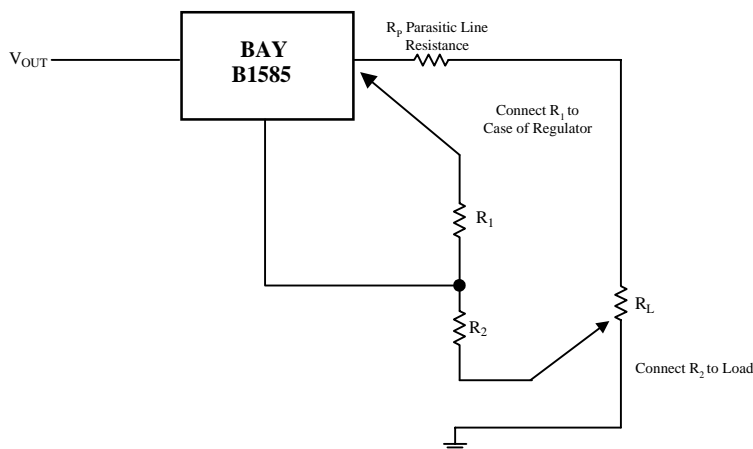 BAY
B1585
V_OUT
R_P Parasitic Line
Resistance
Connect R_1 to
Case of Regulator
R_1
R_2
R_L
Connect R_2 to Load